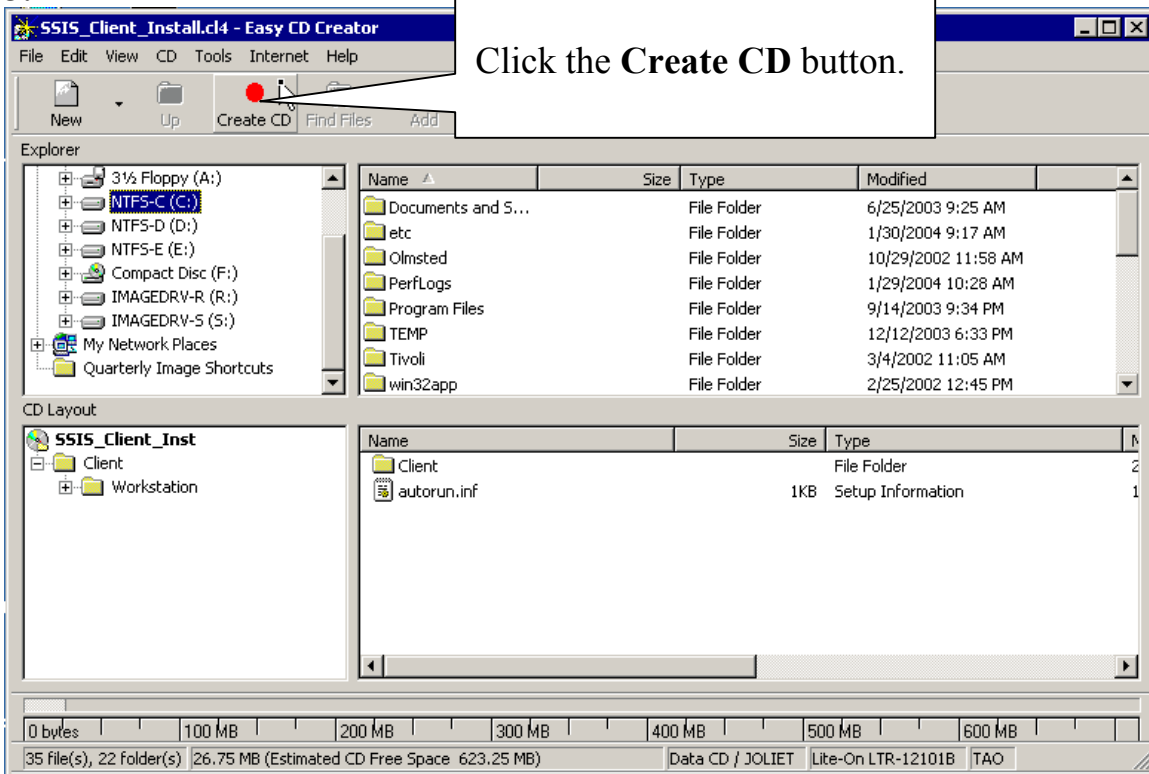 SSIS_Client_Install.cl4 - Easy CD Creator
Click the Create CD button.
File Edit View CD Tools Internet Help
New Up Create CD Find Files Add
Explorer
3½ Floppy (A:)
NTFS-C (C:)
NTFS-D (D:)
NTFS-E (E:)
Compact Disc (F:)
IMAGEDRV-R (R:)
IMAGEDRV-S (S:)
My Network Places
Quarterly Image Shortcuts
Name Size Type Modified
Documents and S... File Folder 6/25/2003 9:25 AM
etc File Folder 1/30/2004 9:17 AM
Olmsted File Folder 10/29/2002 11:58 AM
PerfLogs File Folder 1/29/2004 10:28 AM
Program Files File Folder 9/14/2003 9:34 PM
TEMP File Folder 12/12/2003 6:33 PM
Tivoli File Folder 3/4/2002 11:05 AM
win32app File Folder 2/25/2002 12:45 PM
CD Layout
SSIS_Client_Inst
Client
Workstation
Name Size Type
Client File Folder 2
autorun.inf 1KB Setup Information 1
0 bytes 100 MB 200 MB 300 MB 400 MB 500 MB 600 MB
35 file(s), 22 folder(s) 26.75 MB (Estimated CD Free Space 623.25 MB) Data CD / JOLIET Lite-On LTR-12101B TAO